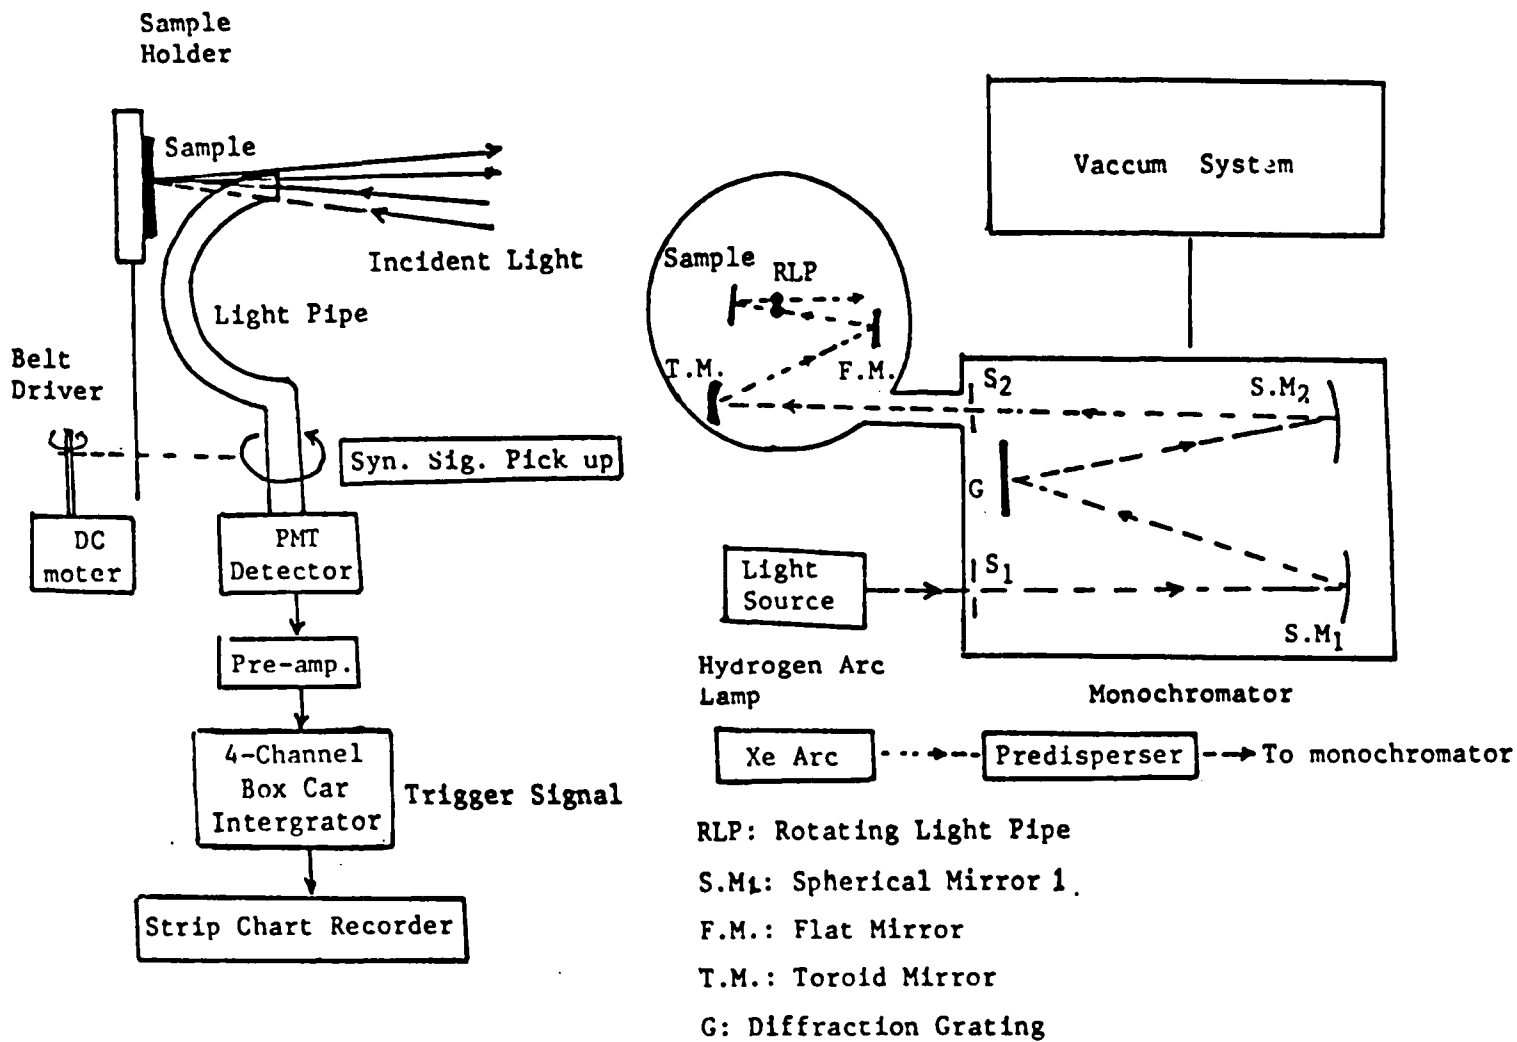 Sample
Holder
Sample
Incident Light
Light Pipe
Belt
Driver
Syn. Sig. Pick up
DC
moter
PMT
Detector
Pre-amp.
4-Channel
Box Car
Intergrator
Trigger Signal
Strip Chart Recorder
Vaccum System
Sample
RLP
T.M.
F.M.
S2
S.M2
G
S1
S.M1
Light
Source
Hydrogen Arc
Lamp
Monochromator
Xe Arc
Predisperser
To monochromator
RLP: Rotating Light Pipe
S.M1: Spherical Mirror 1.
F.M.: Flat Mirror
T.M.: Toroid Mirror
G: Diffraction Grating